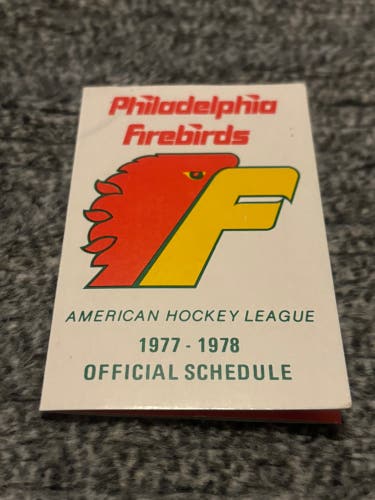 Philadelphia
Firebirds
F
AMERICAN HOCKEY LEAGUE
1977 - 1978
OFFICIAL SCHEDULE